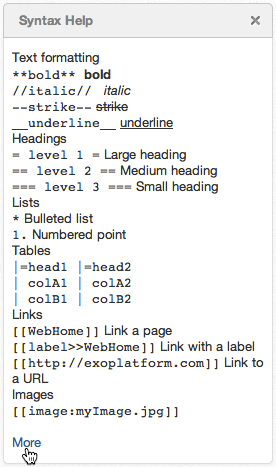 Syntax Help ×
Text formatting
**bold** bold
//italic// italic
--strike-- strike
__underline__ underline
Headings
= level 1 = Large heading
== level 2 == Medium heading
=== level 3 === Small heading
Lists
* Bulleted list
1. Numbered point
Tables
|=head1 |=head2
| colA1 | colA2
| colB1 | colB2
Links
[[WebHome]] Link a page
[[label>>WebHome]] Link with a label
[[http://exoplatform.com]] Link to
a URL
Images
[[image:myImage.jpg]]
More